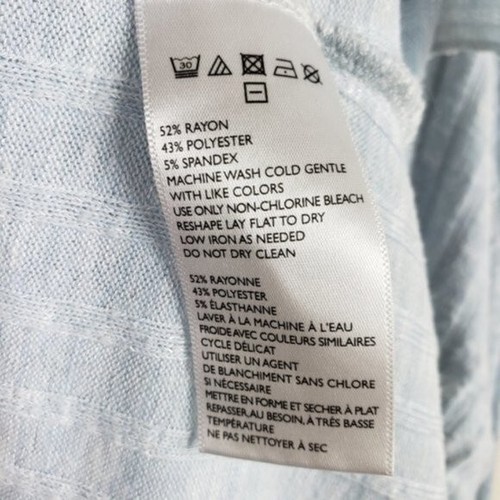 30
52% RAYON
43% POLYESTER
5% SPANDEX
MACHINE WASH COLD GENTLE
WITH LIKE COLORS
USE ONLY NON-CHLORINE BLEACH
RESHAPE LAY FLAT TO DRY
LOW IRON AS NEEDED
DO NOT DRY CLEAN
52% RAYONNE
43% POLYESTER
5% ÉLASTHANNE
LAVER À LA MACHINE À L'EAU
FROIDE AVEC COULEURS SIMILAIRES
CYCLE DÉLICAT
UTILISER UN AGENT
DE BLANCHIMENT SANS CHLORE
SI NÉCESSAIRE
METTRE EN FORME ET SECHER À PLAT
REPASSER, AU BESOIN, À TRÈS BASSE
TEMPÉRATURE
NE PAS NETTOYER À SEC